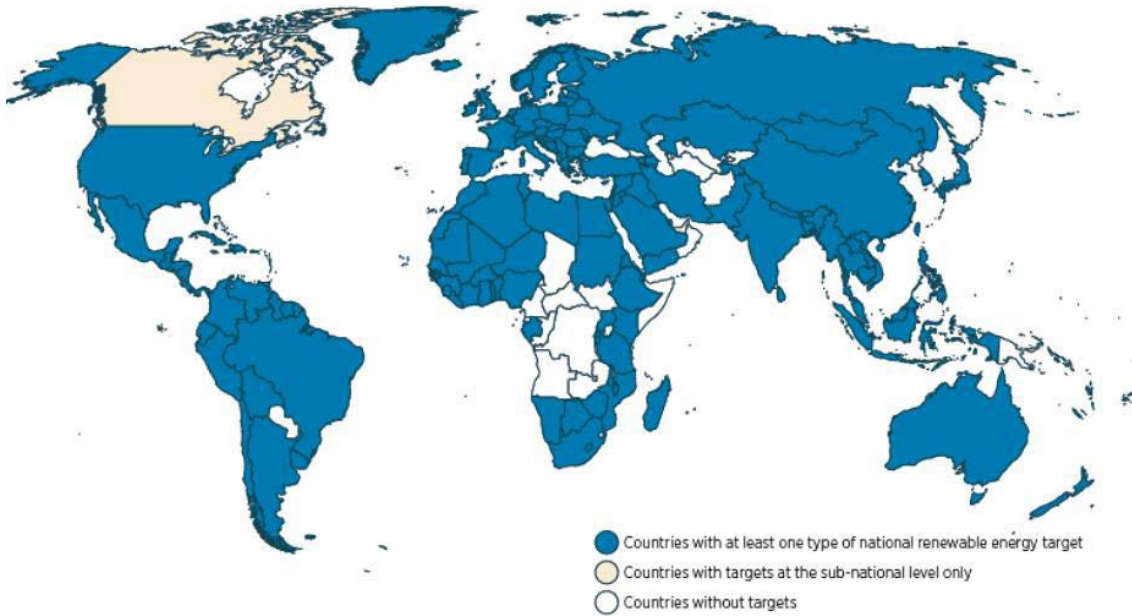 Countries with at least one type of national renewable energy target
Countries with targets at the sub-national level only
Countries without targets